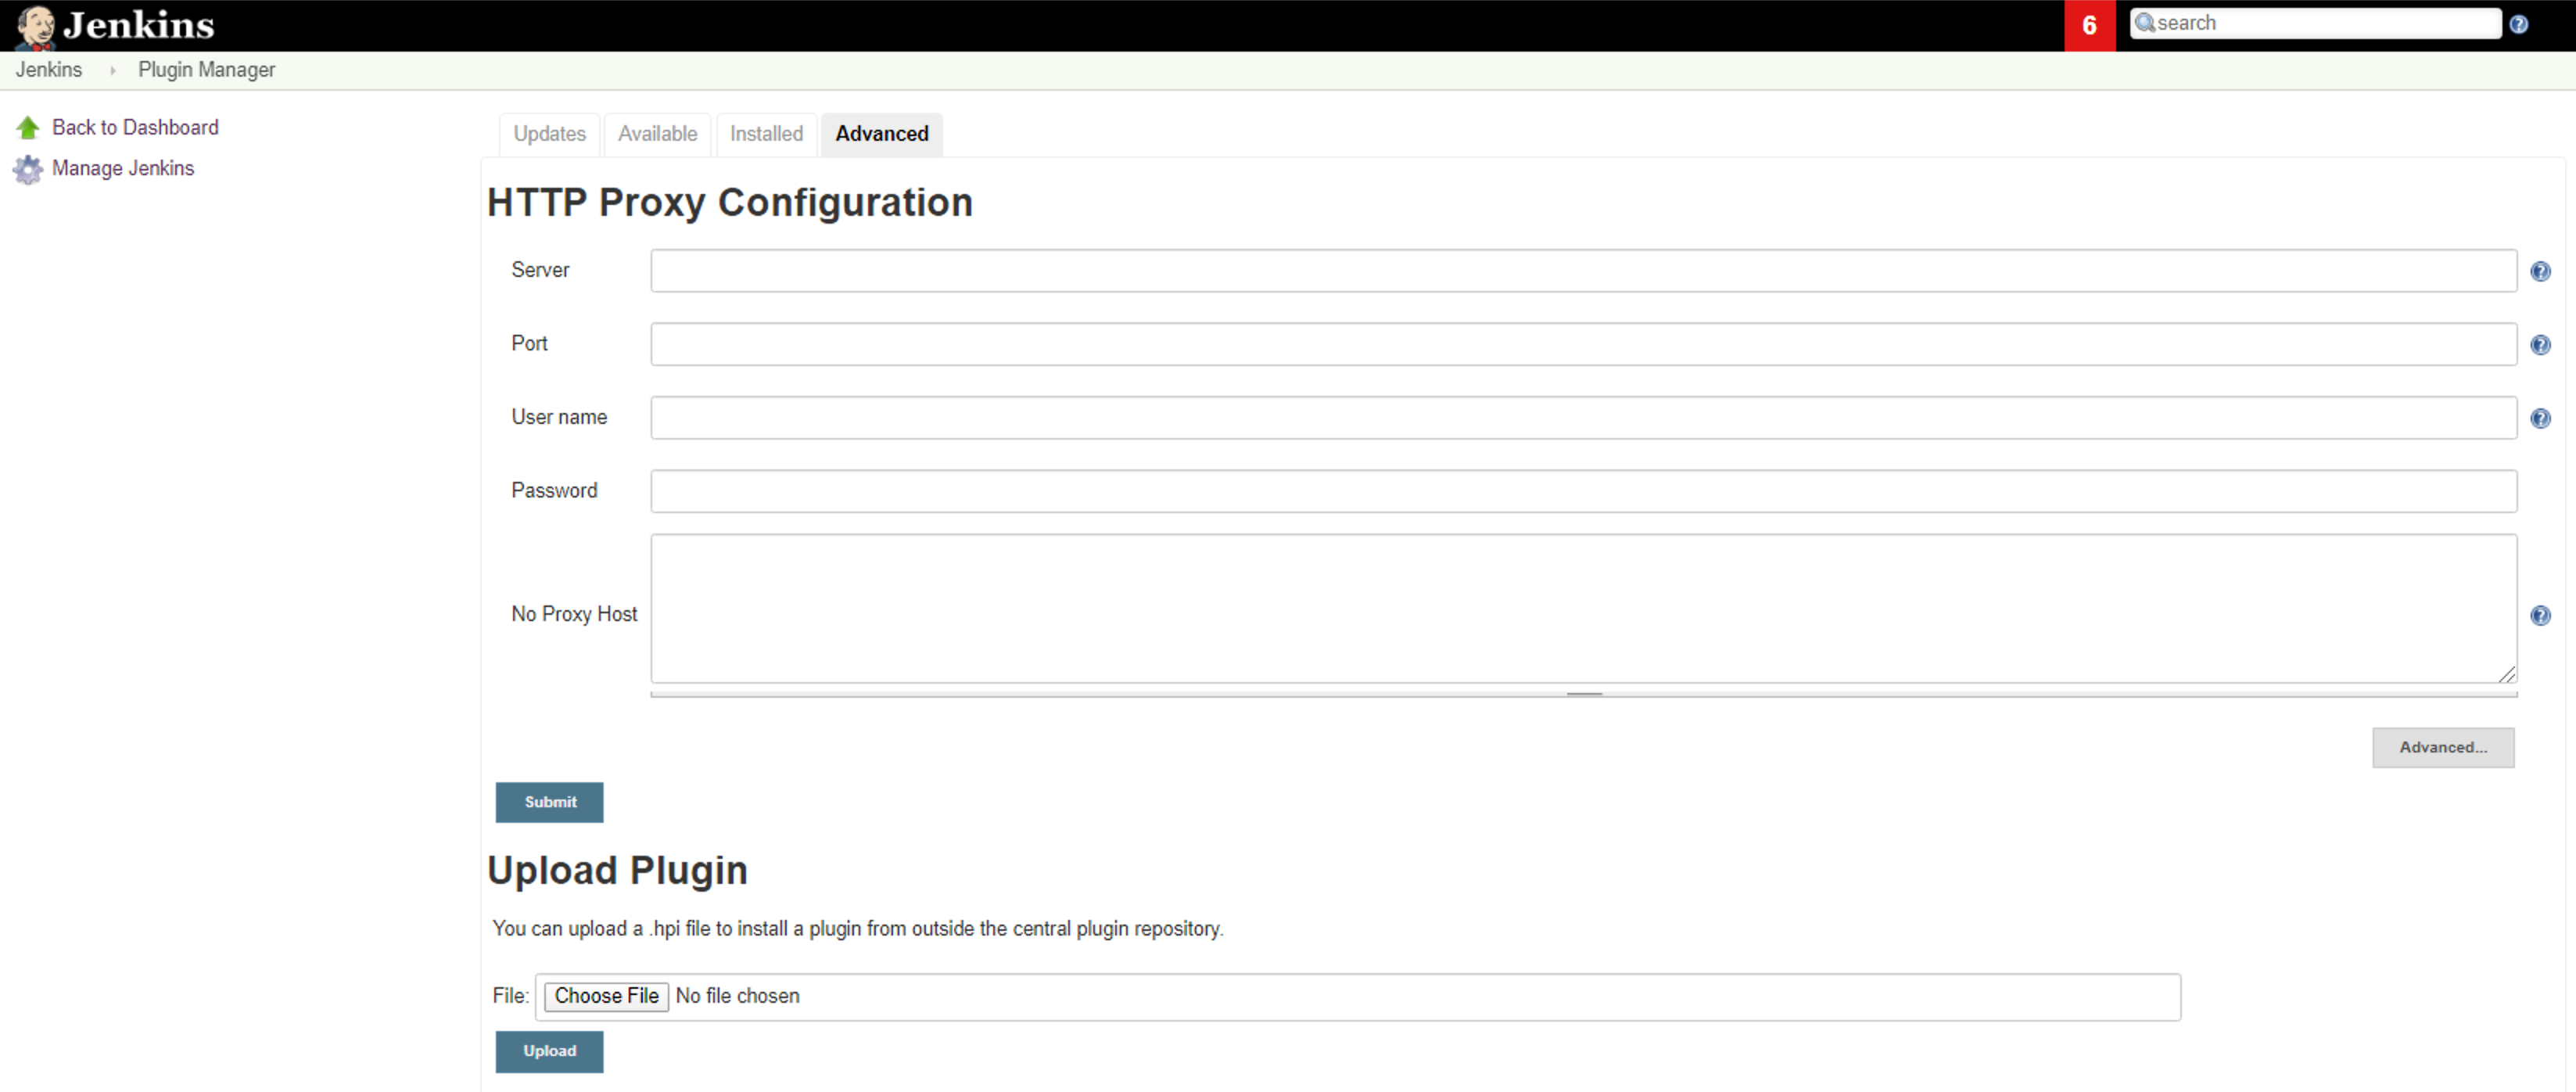 Jenkins
6
search
Jenkins
Plugin Manager
Back to Dashboard
Manage Jenkins
Updates
Available
Installed
Advanced
HTTP Proxy Configuration
Server
Port
User name
Password
No Proxy Host
Advanced...
Submit
Upload Plugin
You can upload a .hpi file to install a plugin from outside the central plugin repository.
File: Choose File No file chosen
Upload